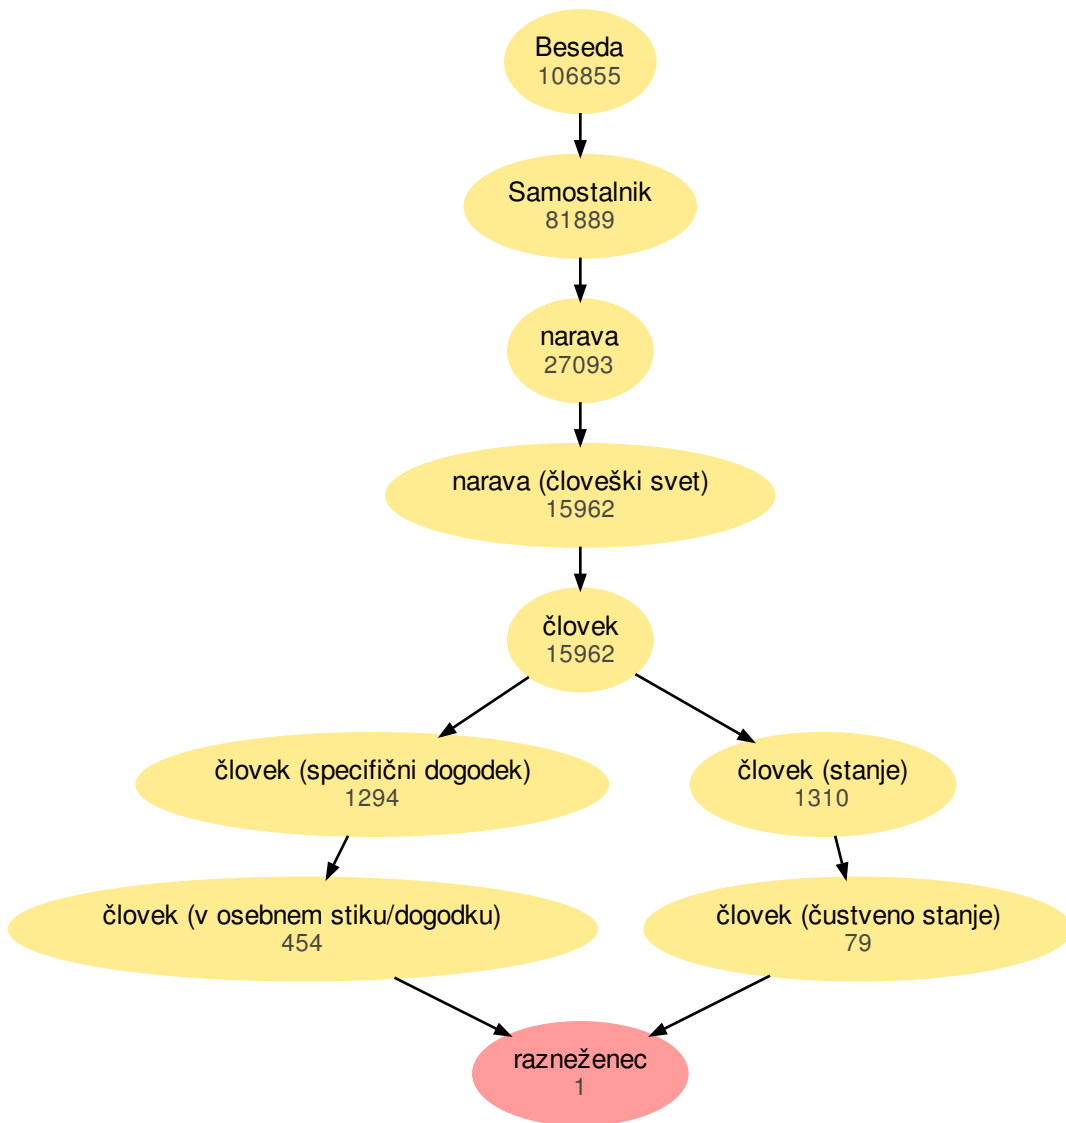 Beseda
106855
Samostalnik
81889
narava
27093
narava (človeški svet)
15962
človek
15962
človek (specifični dogodek)
1294
človek (stanje)
1310
človek (v osebnem stiku/dogodku)
454
človek (čustveno stanje)
79
razneženec
1